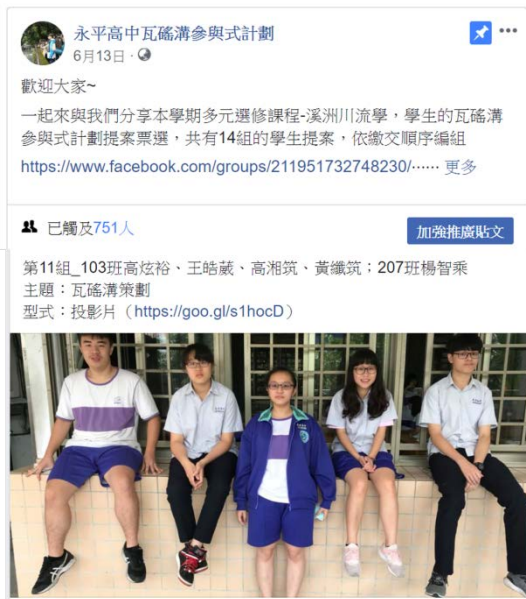 永平高中瓦瑤溝參與式計劃
6月13日 ·
歡迎大家~
一起來與我們分享本學期多元選修課程-溪洲川流學，學生的瓦瑤溝
參與式計劃提案票選，共有14組的學生提案，依繳交順序編組
https://www.facebook.com/groups/211951732748230/⋯⋯ 更多
已觸及751人
加強推廣貼文
第11組_103班高炫裕、王皓葳、高湘筑、黃纖筑；207班楊智乘
主題：瓦瑤溝策劃
型式：投影片（https://goo.gl/s1hocD）